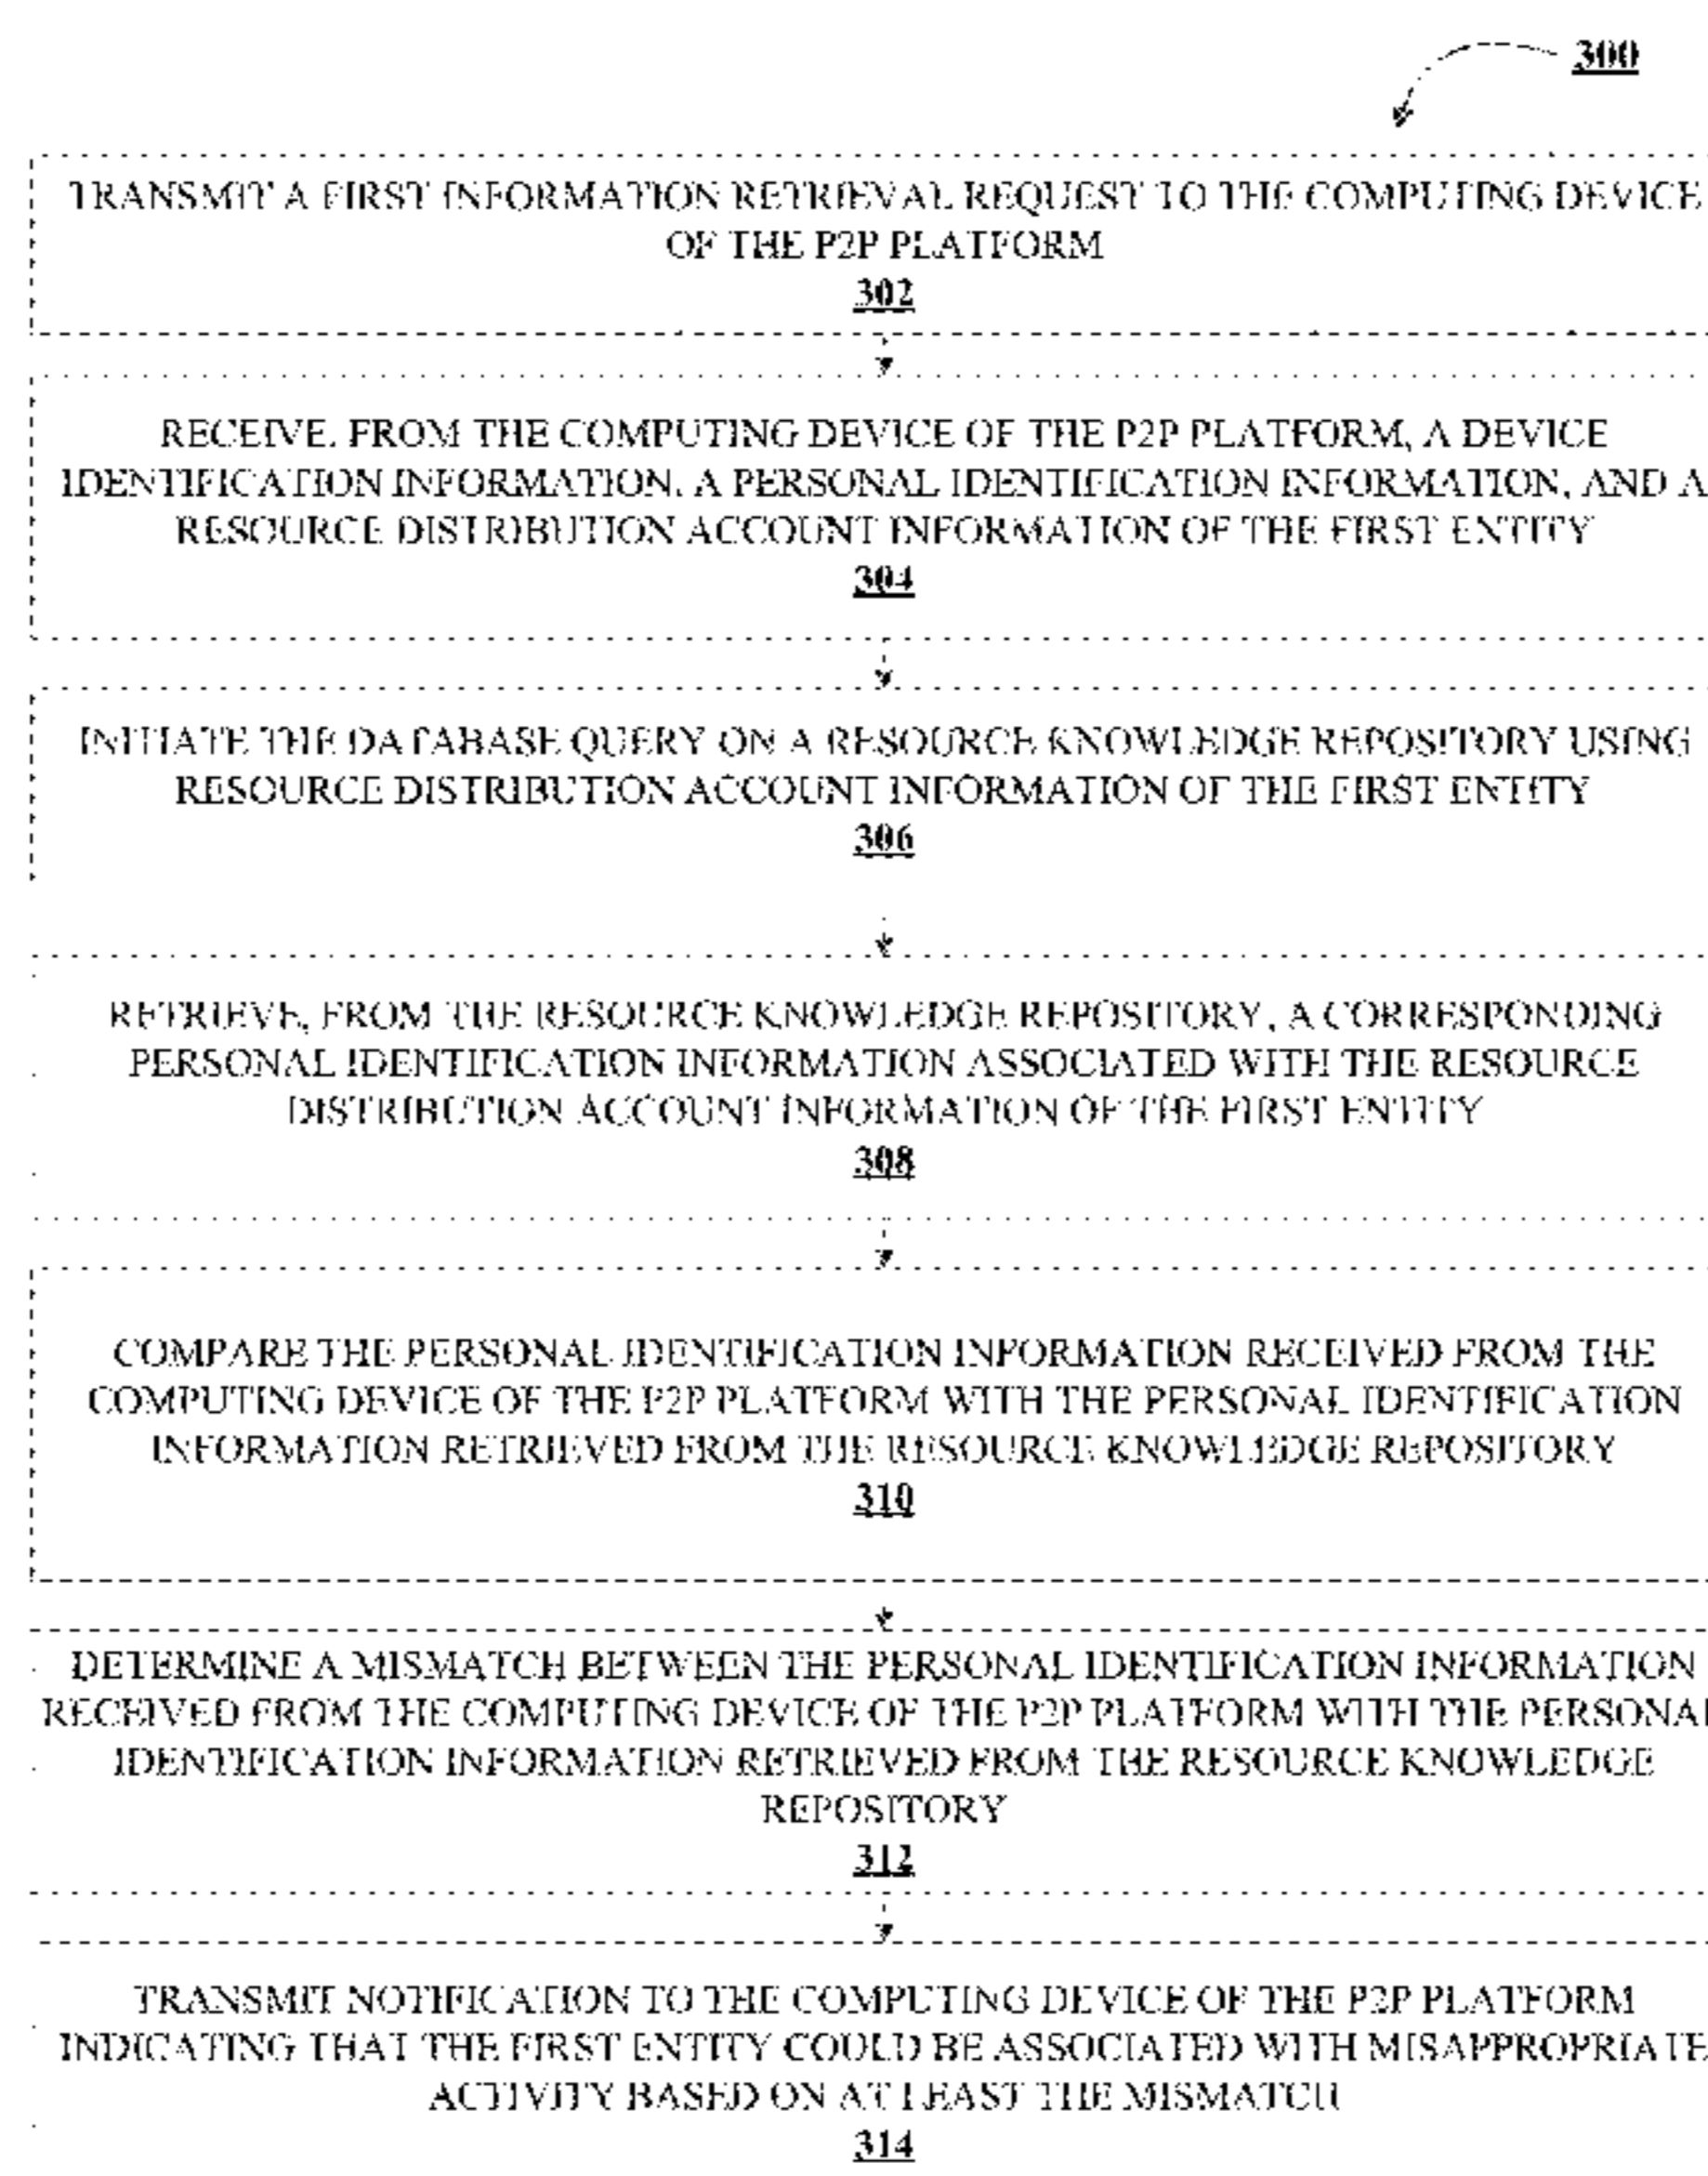 300
TRANSMIT A FIRST INFORMATION RETRIEVAL REQUEST TO THE COMPUTING DEVICE
OF THE P2P PLATFORM
302
RECEIVE, FROM THE COMPUTING DEVICE OF THE P2P PLATFORM, A DEVICE
IDENTIFICATION INFORMATION, A PERSONAL IDENTIFICATION INFORMATION, AND A
RESOURCE DISTRIBUTION ACCOUNT INFORMATION OF THE FIRST ENTITY
304
INITIATE THE DATABASE QUERY ON A RESOURCE KNOWLEDGE REPOSITORY USING
RESOURCE DISTRIBUTION ACCOUNT INFORMATION OF THE FIRST ENTITY
306
RETRIEVE, FROM THE RESOURCE KNOWLEDGE REPOSITORY, A CORRESPONDING
PERSONAL IDENTIFICATION INFORMATION ASSOCIATED WITH THE RESOURCE
DISTRIBUTION ACCOUNT INFORMATION OF THE FIRST ENTITY
308
COMPARE THE PERSONAL IDENTIFICATION INFORMATION RECEIVED FROM THE
COMPUTING DEVICE OF THE P2P PLATFORM WITH THE PERSONAL IDENTIFICATION
INFORMATION RETRIEVED FROM THE RESOURCE KNOWLEDGE REPOSITORY
310
DETERMINE A MISMATCH BETWEEN THE PERSONAL IDENTIFICATION INFORMATION
RECEIVED FROM THE COMPUTING DEVICE OF THE P2P PLATFORM WITH THE PERSONAL
IDENTIFICATION INFORMATION RETRIEVED FROM THE RESOURCE KNOWLEDGE
REPOSITORY
312
TRANSMIT NOTIFICATION TO THE COMPUTING DEVICE OF THE P2P PLATFORM
INDICATING THAT THE FIRST ENTITY COULD BE ASSOCIATED WITH MISAPPROPRIATE
ACTIVITY BASED ON AT LEAST THE MISMATCH
314